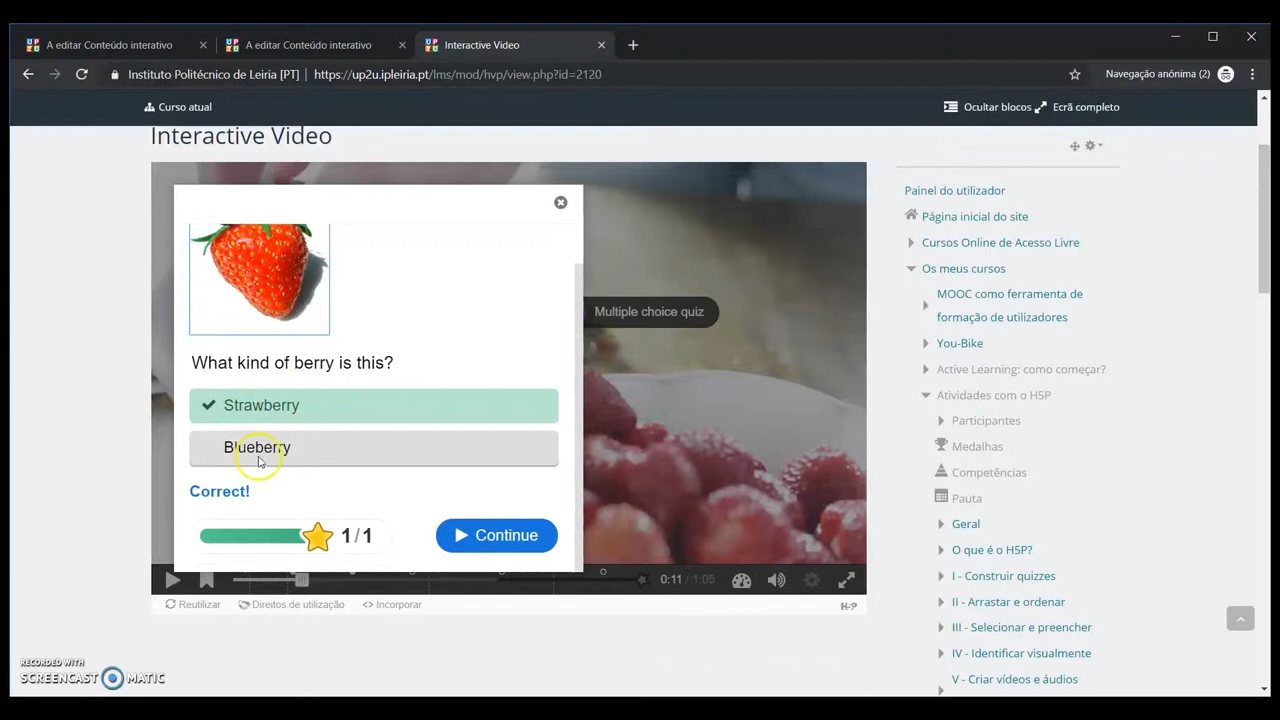 A editar Conteúdo interativo
A editar Conteúdo interativo
Interactive Video
Instituto Politécnico de Leiria [PT]
https://up2u.ipleiria.pt/lms/mod/hvp/view.php?id=2120
Navegação anónima (2)
Curso atual
Ocultar blocos
Ecrã completo
Interactive Video
Multiple choice quiz
What kind of berry is this?
Strawberry
Blueberry
Correct!
1/1
Continue
0:11 / 1:05
Reutilizar
Direitos de utilização
<> Incorporar
H-P
Painel do utilizador
Página inicial do site
Cursos Online de Acesso Livre
Os meus cursos
MOOC como ferramenta de
formação de utilizadores
You-Bike
Active Learning: como começar?
Atividades com o H5P
Participantes
Medalhas
Competências
Pauta
Geral
O que é o H5P?
I - Construir quizzes
II - Arrastar e ordenar
III - Selecionar e preencher
IV - Identificar visualmente
V - Criar vídeos e áudios
RECORDED WITH
SCREENCAST MATIC